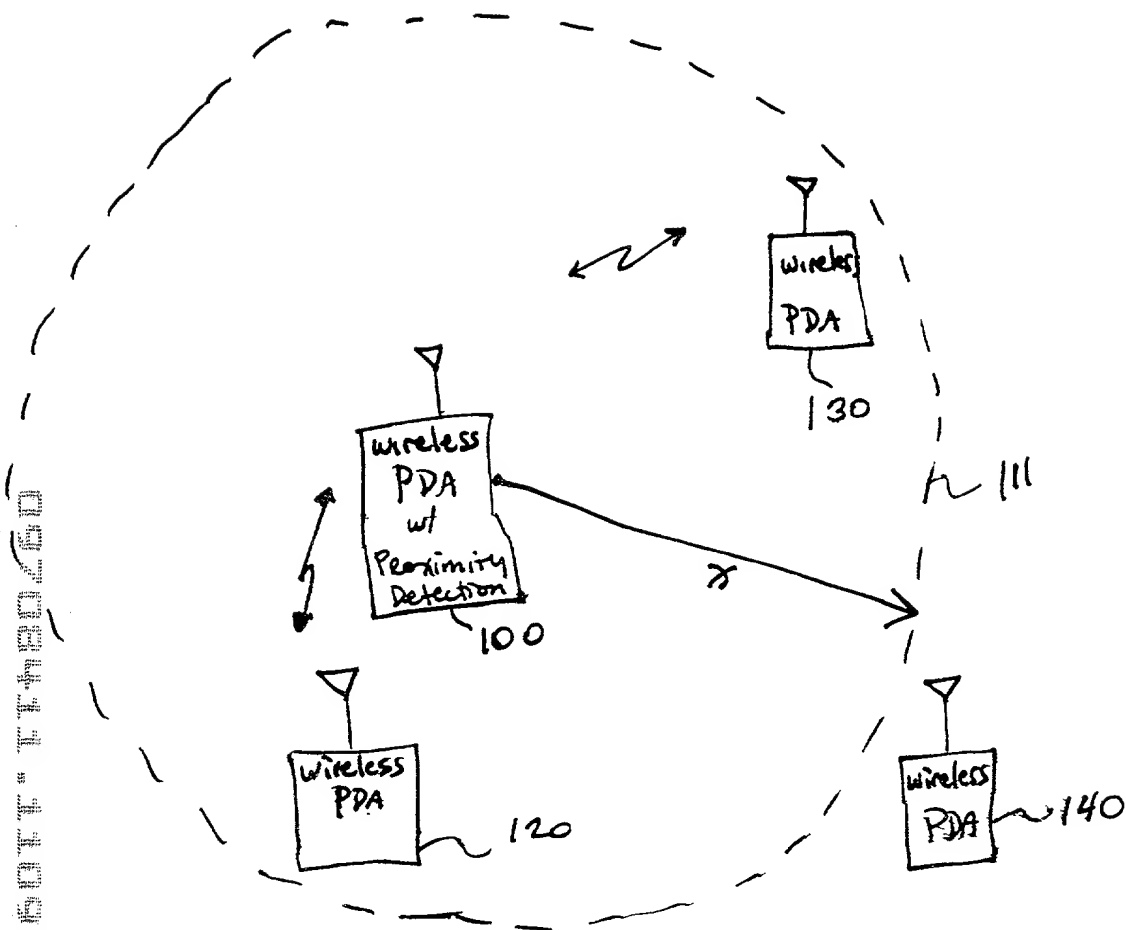 wireless
PDA
130
wireless
PDA
w/
Proximity
Detection
100
111
wireless
PDA
120
wireless
PDA
140